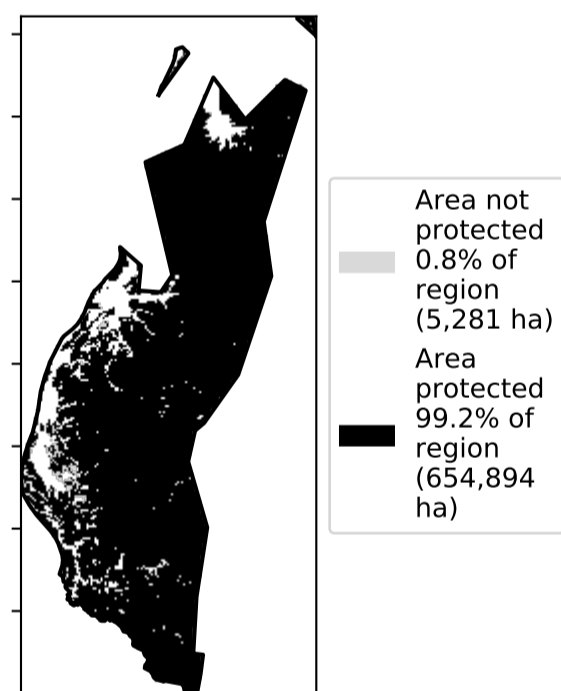 Area not
protected
0.8% of
region
(5,281 ha)
Area
protected
99.2% of
region
(654,894
ha)